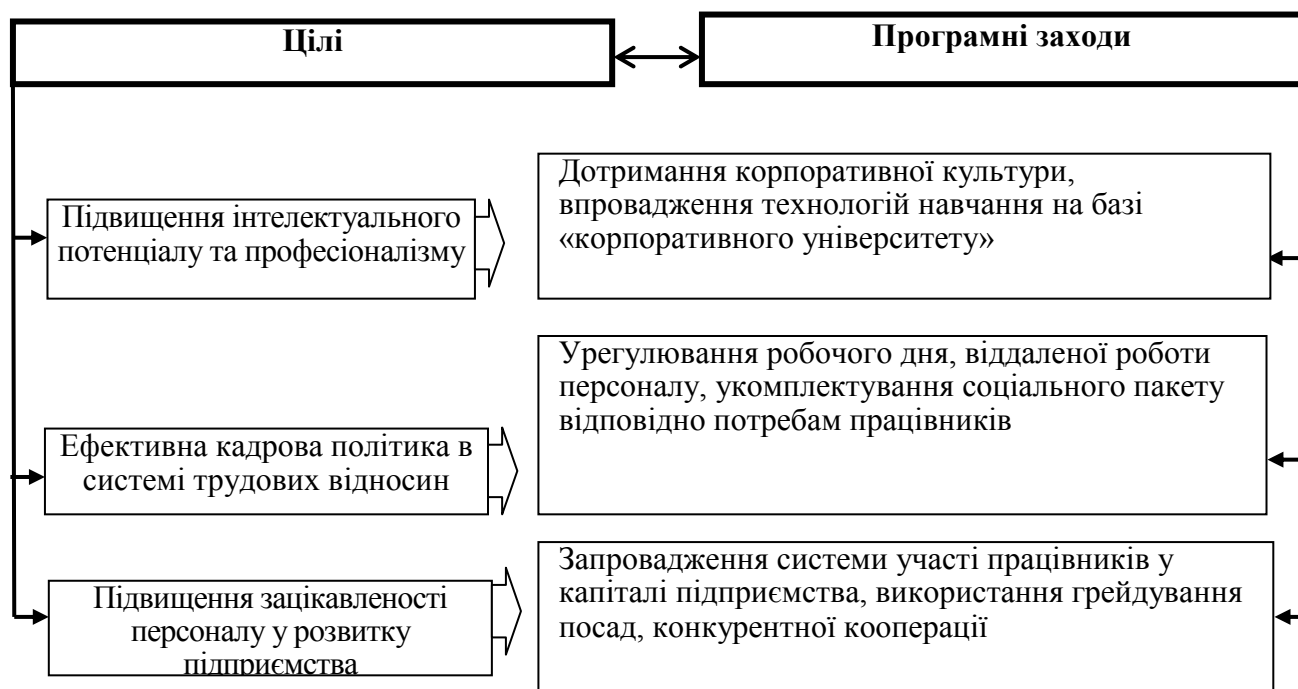 Цілі
Програмні заходи
Підвищення інтелектуального
потенціалу та професіоналізму
Дотримання корпоративної культури,
впровадження технологій навчання на базі
«корпоративного університету»
Ефективна кадрова політика в
системі трудових відносин
Урегулювання робочого дня, віддаленої роботи
персоналу, укомплектування соціального пакету
відповідно потребам працівників
Підвищення зацікавленості
персоналу у розвитку
підприємства
Запровадження системи участі працівників у
капіталі підприємства, використання грейдування
посад, конкурентної кооперації